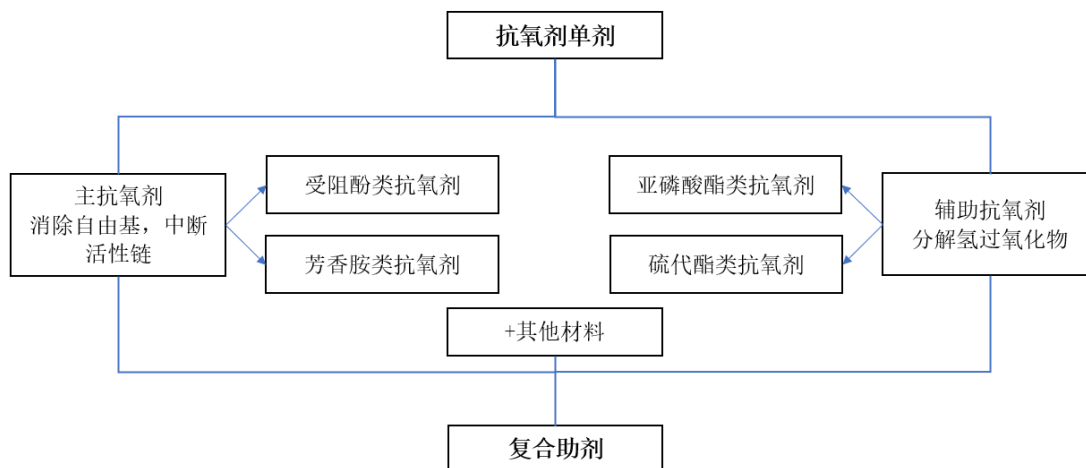 抗氧剂单剂
主抗氧剂
消除自由基，中断
活性链
受阻酚类抗氧剂
芳香胺类抗氧剂
亚磷酸酯类抗氧剂
硫代酯类抗氧剂
辅助抗氧剂
分解氢过氧化物
+其他材料
复合助剂